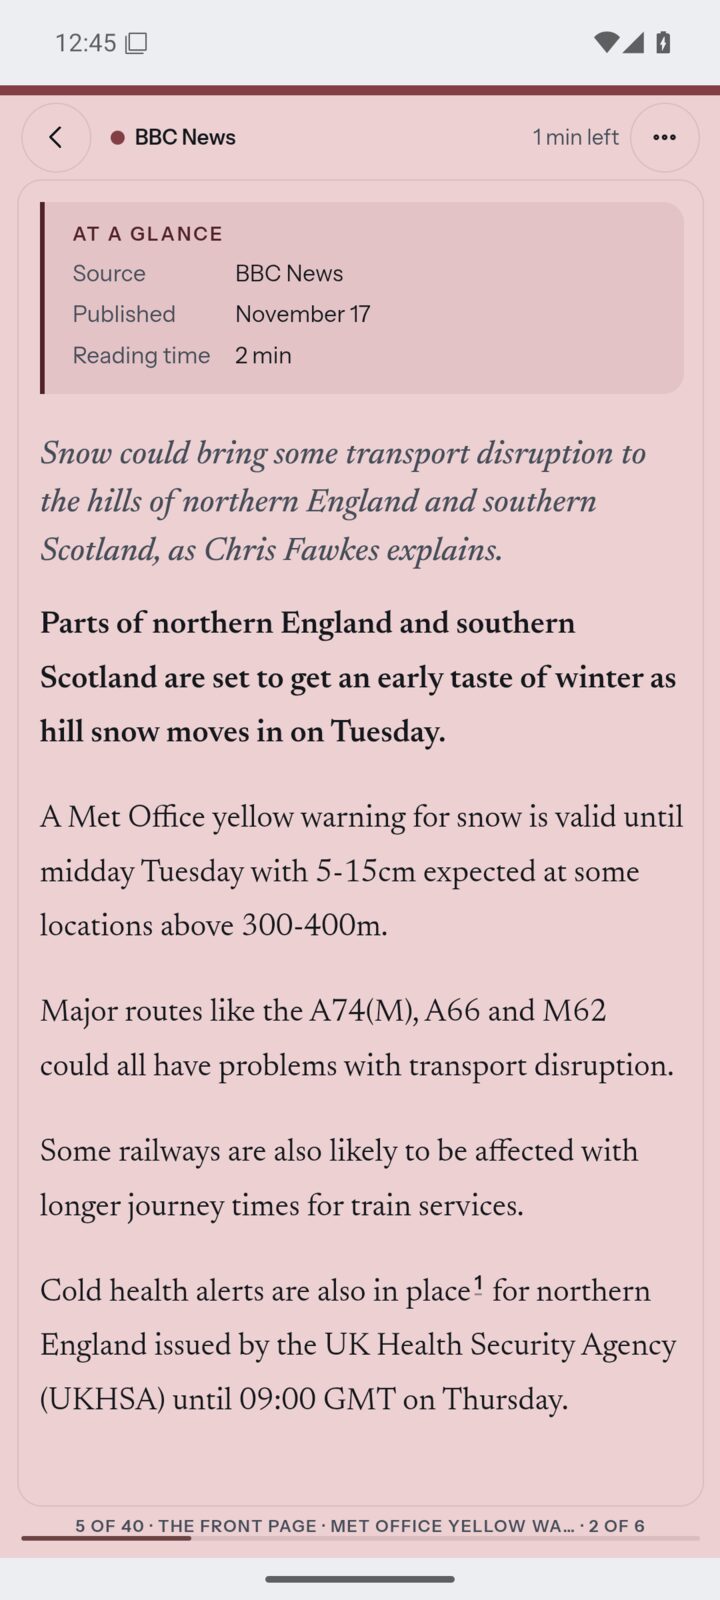 12:45
BBC News
1 min left
AT A GLANCE
Source BBC News
Published November 17
Reading time 2 min
Snow could bring some transport disruption to
the hills of northern England and southern
Scotland, as Chris Fawkes explains.
Parts of northern England and southern
Scotland are set to get an early taste of winter as
hill snow moves in on Tuesday.
A Met Office yellow warning for snow is valid until
midday Tuesday with 5-15cm expected at some
locations above 300-400m.
Major routes like the A74(M), A66 and M62
could all have problems with transport disruption.
Some railways are also likely to be affected with
longer journey times for train services.
Cold health alerts are also in place1 for northern
England issued by the UK Health Security Agency
(UKHSA) until 09:00 GMT on Thursday.
5 OF 40 · THE FRONT PAGE · MET OFFICE YELLOW WA... · 2 OF 6